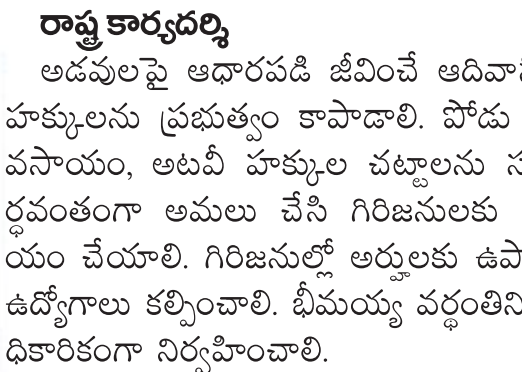 రాష్ట్ర కార్యదర్శి
అడవులపై ఆధారపడి జీవించే
హక్కులను ప్రభుత్వం కాపాడాలి. పోడు
వసాయం, అటవీ హక్కుల చట్టాలను
ర్ధవంతంగా అమలు చేసి గిరిజనులకు
యం చేయాలి. గిరిజనుల్లో అర్హులకు ఉపా
ఉద్యోగాలు కల్పించాలి. భీమయ్య వర్ధంతిని
ధికారికంగా నిర్వహించాలి.